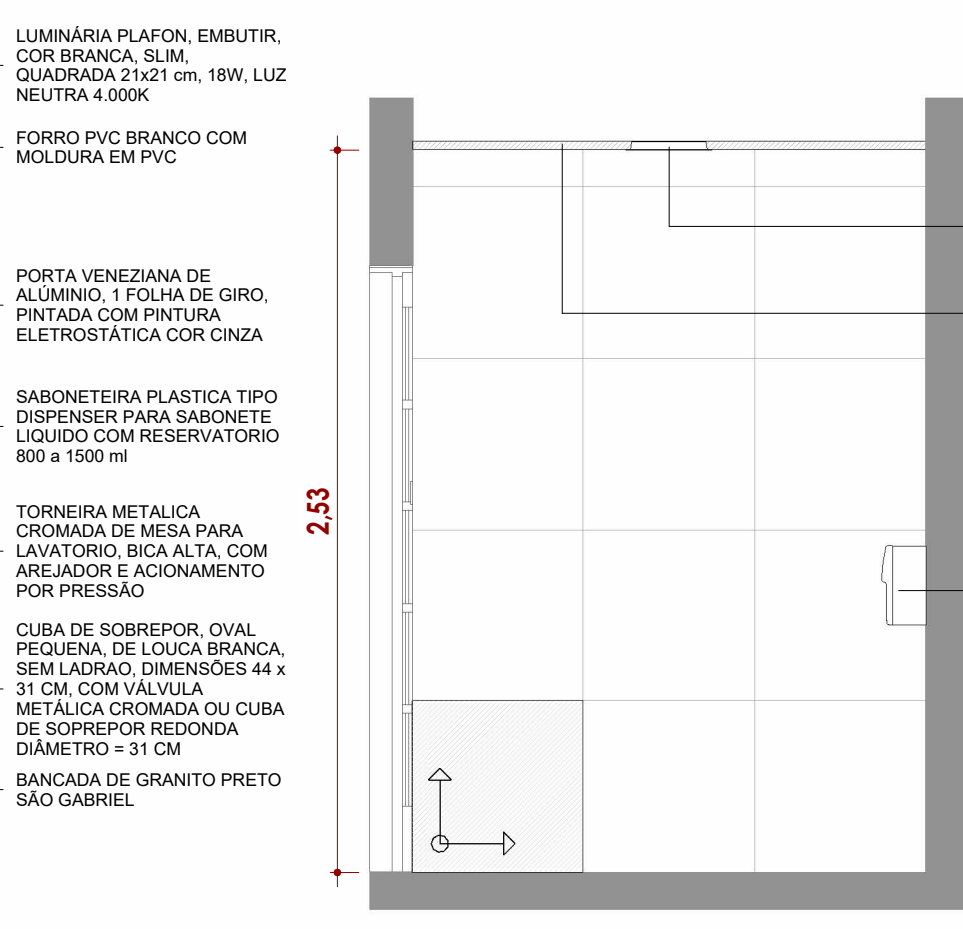 LUMINÁRIA PLAFON, EMBUTIR,
COR BRANCA, SLIM,
QUADRADA 21x21 cm, 18W, LUZ
NEUTRA 4.000K
FORRO PVC BRANCO COM
MOLDURA EM PVC
PORTA VENEZIANA DE
ALÚMINIO, 1 FOLHA DE GIRO,
PINTADA COM PINTURA
ELETROSTÁTICA COR CINZA
SABONETEIRA PLASTICA TIPO
DISPENSER PARA SABONETE
LIQUIDO COM RESERVATORIO
800 a 1500 ml
TORNEIRA METALICA
CROMADA DE MESA PARA
LAVATORIO, BICA ALTA, COM
AREJADOR E ACIONAMENTO
POR PRESSÃO
CUBA DE SOBREPOR, OVAL
PEQUENA, DE LOUCA BRANCA,
SEM LADRAO, DIMENSÕES 44 x
31 CM, COM VÁLVULA
METÁLICA CROMADA OU CUBA
DE SOPREPOR REDONDA
DIÂMETRO = 31 CM
BANCADA DE GRANITO PRETO
SÃO GABRIEL
2,53